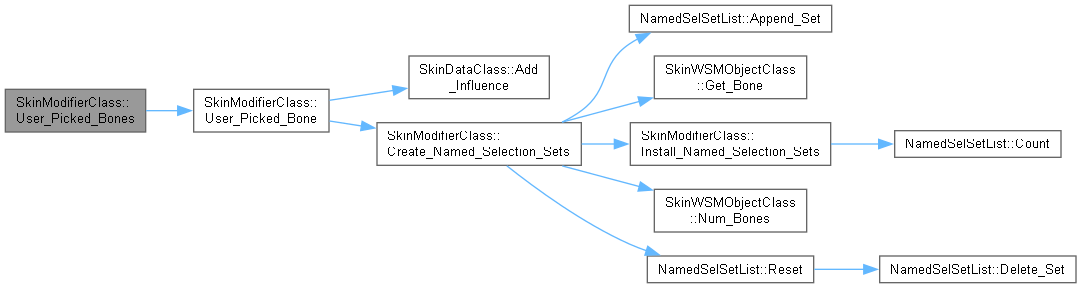 SkinModifierClass::
User_Picked_Bones
SkinModifierClass::
User_Picked_Bone
SkinDataClass::Add
_Influence
SkinModifierClass::
Create_Named_Selection_Sets
NamedSelSetList::Append_Set
SkinWSMObjectClass
::Get_Bone
SkinModifierClass::
Install_Named_Selection_Sets
NamedSelSetList::Count
SkinWSMObjectClass
::Num_Bones
NamedSelSetList::Reset
NamedSelSetList::Delete_Set